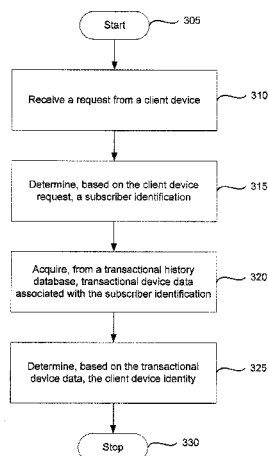 Start
305
Receive a request from a client device
310
Determine, based on the client device
request, a subscriber identification
315
Acquire, from a transactional history
database, transactional device data
associated with the subscriber identification
320
Determine, based on the transactional
device data, the client device identity
325
Stop
330